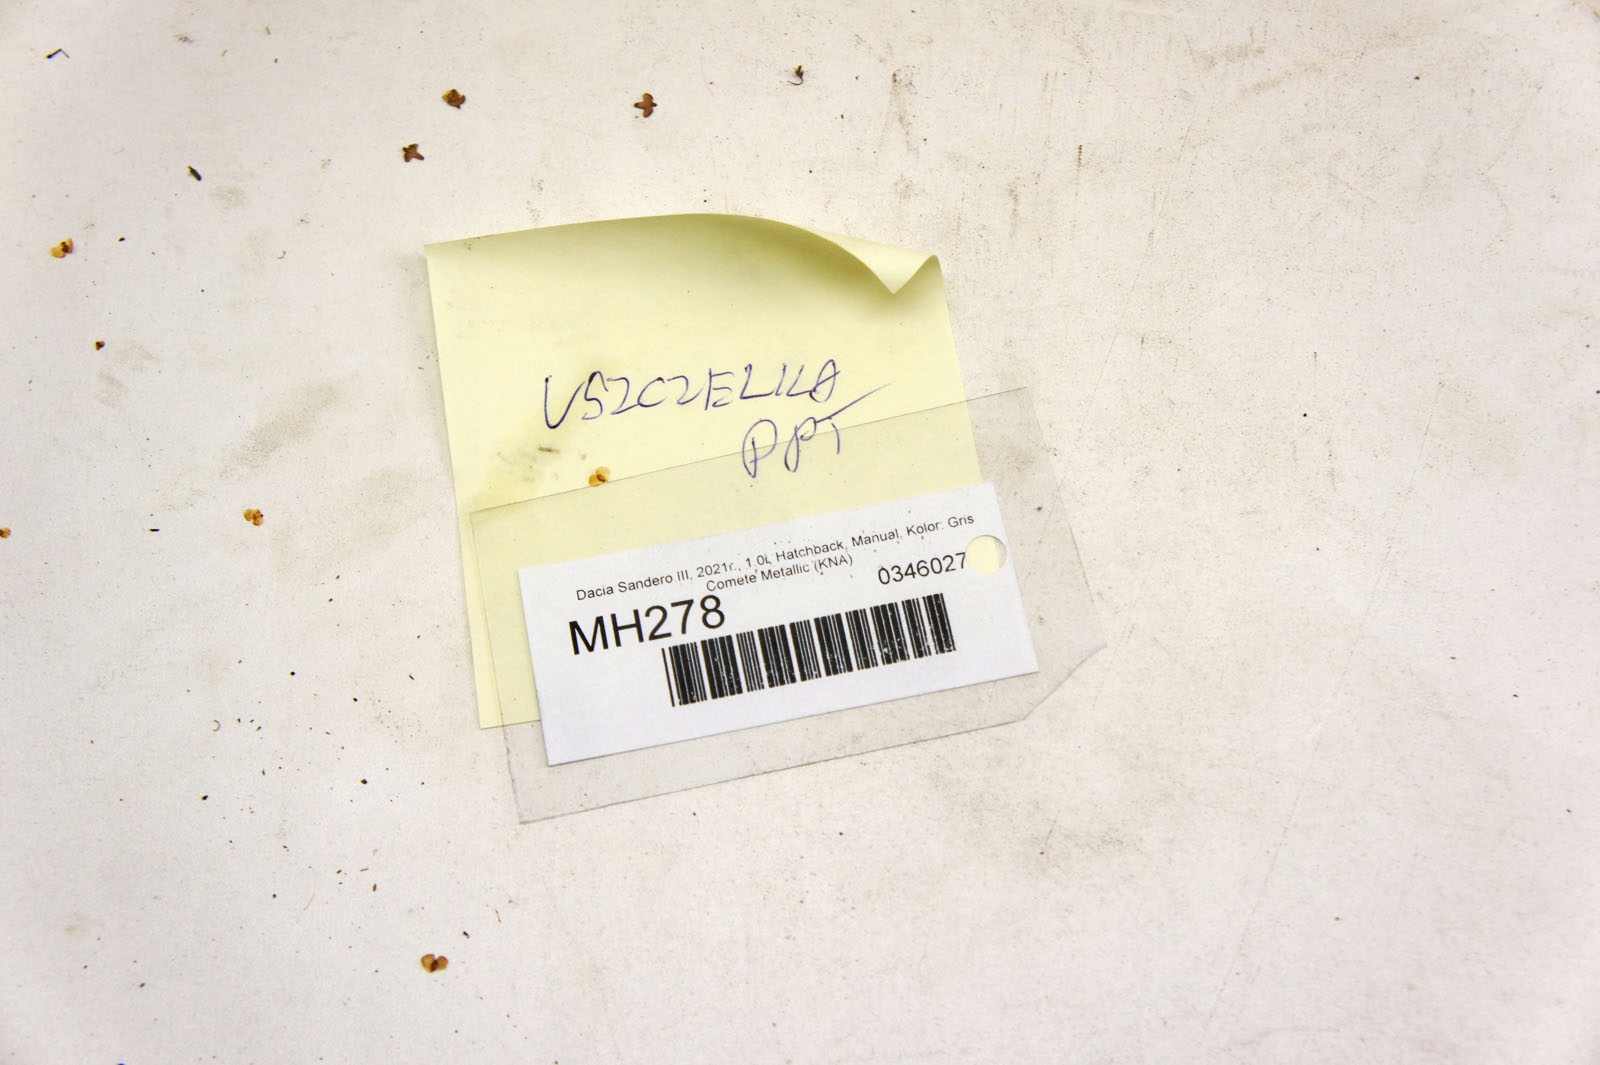 USZCZELKA
PPT
Dacia Sandero III, 2021r., 1.0i, Hatchback, Manual, Kolor: Gris
Comete Metallic (KNA)
0346027
MH278